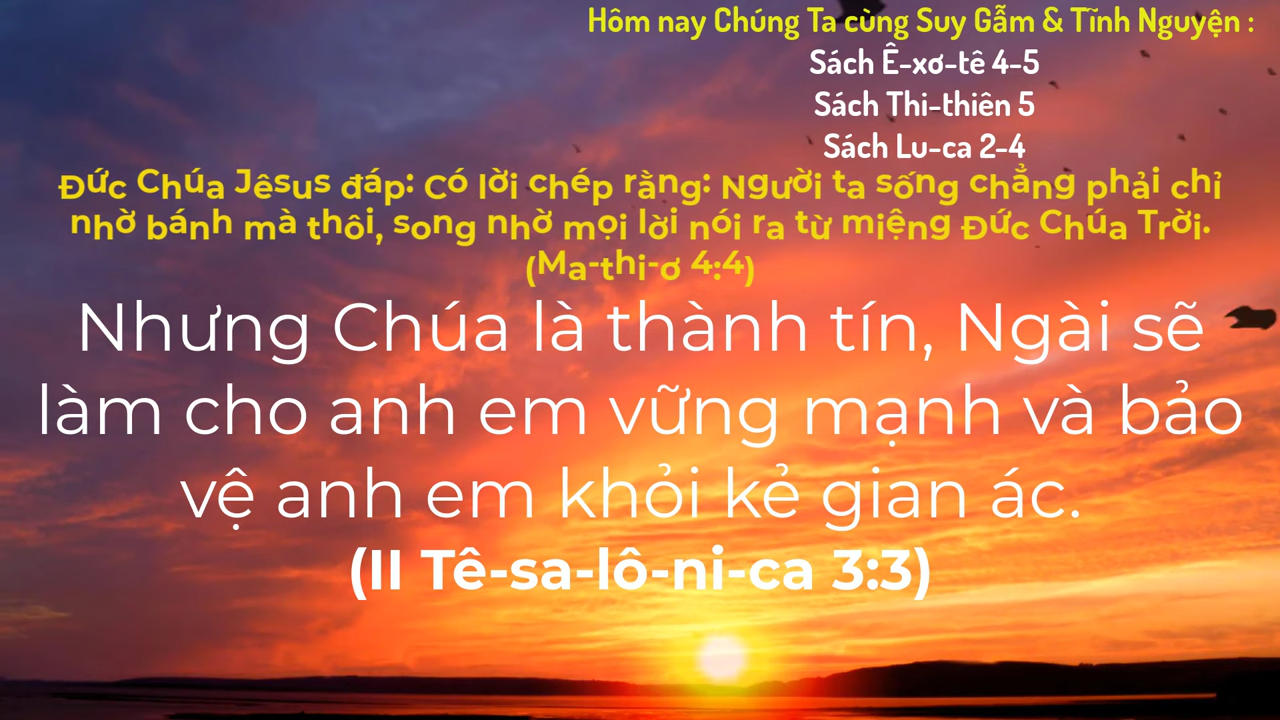 Hôm nay Chúng Ta cùng Suy Gẫm & Tĩnh Nguyện :
Sách Ê-xơ-tê 4-5
Sách Thi-thiên 5
Sách Lu-ca 2-4
Đức Chúa Jêsus đáp: Có lời chép rằng: Người ta sống chẳng phải chỉ
nhờ bánh mà thôi, song nhờ mọi lời nói ra từ miệng Đức Chúa Trời.
(Ma-thi-ơ 4:4)
Nhưng Chúa là thành tín, Ngài sẽ
làm cho anh em vững mạnh và bảo
vệ anh em khỏi kẻ gian ác.
(II Tê-sa-lô-ni-ca 3:3)